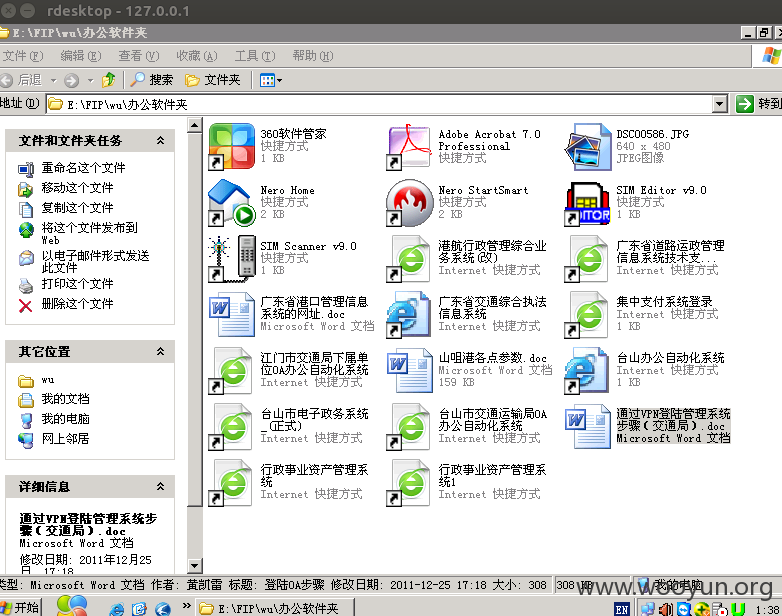 rdesktop - 127.0.0.1
E:\FIP\wu\办公软件夹
文件(F) 编辑(E) 查看(V) 收藏(A) 工具(T) 帮助(H)
后退 搜索 文件夹
地址(D) E:\FIP\wu\办公软件夹 转到
文件和文件夹任务
重命名这个文件
移动这个文件
复制这个文件
将这个文件发布到
Web
以电子邮件形式发送
此文件
打印这个文件
删除这个文件
其它位置
wu
我的文档
我的电脑
网上邻居
详细信息
通过VPN登陆管理系统步
骤(交通局).doc
Microsoft Word 文档
修改日期: 2011年12月25
日, 17:18
360软件管家
快捷方式
1 KB
Adobe Acrobat 7.0
Professional
快捷方式
DSC00586.JPG
640 x 480
JPEG图像
Nero Home
快捷方式
2 KB
Nero StartSmart
快捷方式
2 KB
SIM Editor v9.0
快捷方式
1 KB
SIM Scanner v9.0
快捷方式
1 KB
港航行政管理综合业
务系统(改)
Internet 快捷方式
广东省道路运政管理
信息系统技术支...
Internet 快捷方式
广东省港口管理信息
系统的网址.doc
Microsoft Word 文档
广东省交通综合执法
信息系统
Internet 快捷方式
集中支付系统登录
Internet 快捷方式
1 KB
江门市交通局下属单
位OA办公自动化系统
Internet 快捷方式
山咀港各点参数.doc
Microsoft Word 文档
159 KB
台山办公自动化系统
Internet 快捷方式
1 KB
台山市电子政务系统
_(正式)
Internet 快捷方式
台山市交通运输局OA
办公自动化系统
Internet 快捷方式
通过VPN登陆管理系统
步骤(交通局).doc
Microsoft Word 文档
行政事业资产管理系
统
Internet 快捷方式
行政事业资产管理系
统1
Internet 快捷方式
类型: Microsoft Word 文档 作者: 黄凯雷 标题: 登陆OA步骤 修改日期: 2011-12-25 17:18 大小: 308 308 KB 我的电脑
www.wooyun.org
开始 E:\FIP\wu\办公软件夹 EN 1:38